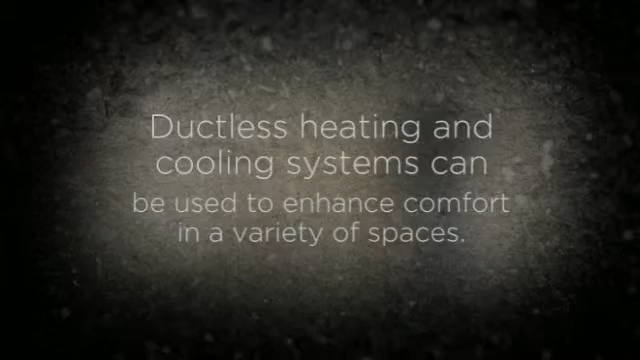 Ductless heating and
cooling systems can
be used to enhance comfort
in a variety of spaces.